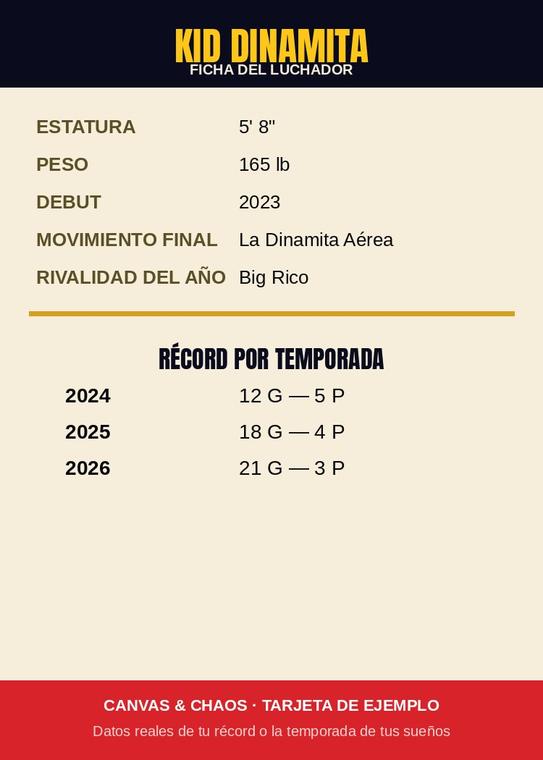 KID DINAMITA
FICHA DEL LUCHADOR
ESTATURA 5' 8"
PESO 165 lb
DEBUT 2023
MOVIMIENTO FINAL La Dinamita Aérea
RIVALIDAD DEL AÑO Big Rico
RÉCORD POR TEMPORADA
2024 12 G — 5 P
2025 18 G — 4 P
2026 21 G — 3 P
CANVAS & CHAOS · TARJETA DE EJEMPLO
Datos reales de tu récord o la temporada de tus sueños